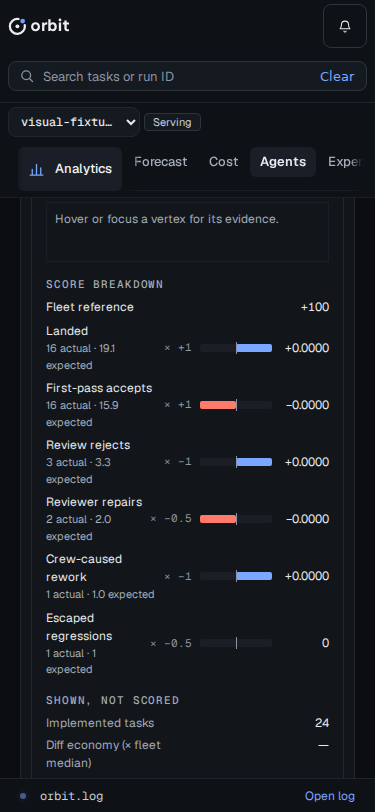 orbit
Search tasks or run ID
Clear
visual-fixtu…
Serving
Analytics
Forecast
Cost
Agents
Exper
Hover or focus a vertex for its evidence.
SCORE BREAKDOWN
Fleet reference
+100
Landed
16 actual · 19.1
expected
× +1
+0.0000
First-pass accepts
16 actual · 15.9
expected
× +1
−0.0000
Review rejects
3 actual · 3.3
expected
× −1
+0.0000
Reviewer repairs
2 actual · 2.0
expected
× −0.5
−0.0000
Crew-caused
rework
1 actual · 1.0 expected
× −1
+0.0000
Escaped
regressions
1 actual · 1
expected
× −0.5
0
SHOWN, NOT SCORED
Implemented tasks
24
Diff economy (× fleet
median)
—
orbit.log
Open log